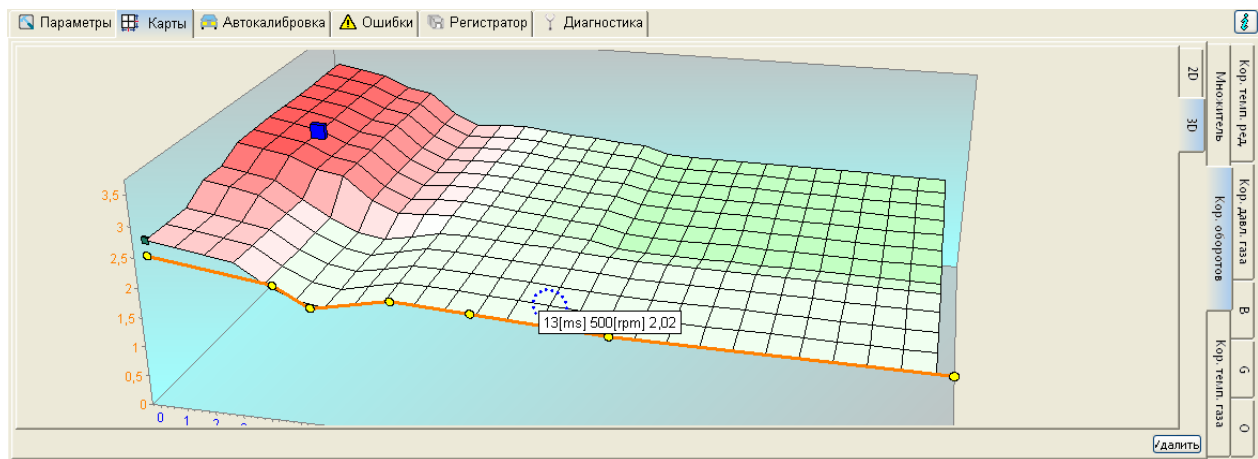 Параметры Карты Автокалибровка Ошибки Регистратор Диагностика
2D
3D
Множитель
Кор. оборотов
Кор. темп. газа
Кор. темп. ред.
Кор. давл. газа
B
G
O
3,5
3
2,5
2
1,5
1
0,5
0
0 1 2
13[ms] 500[rpm] 2,02
далить